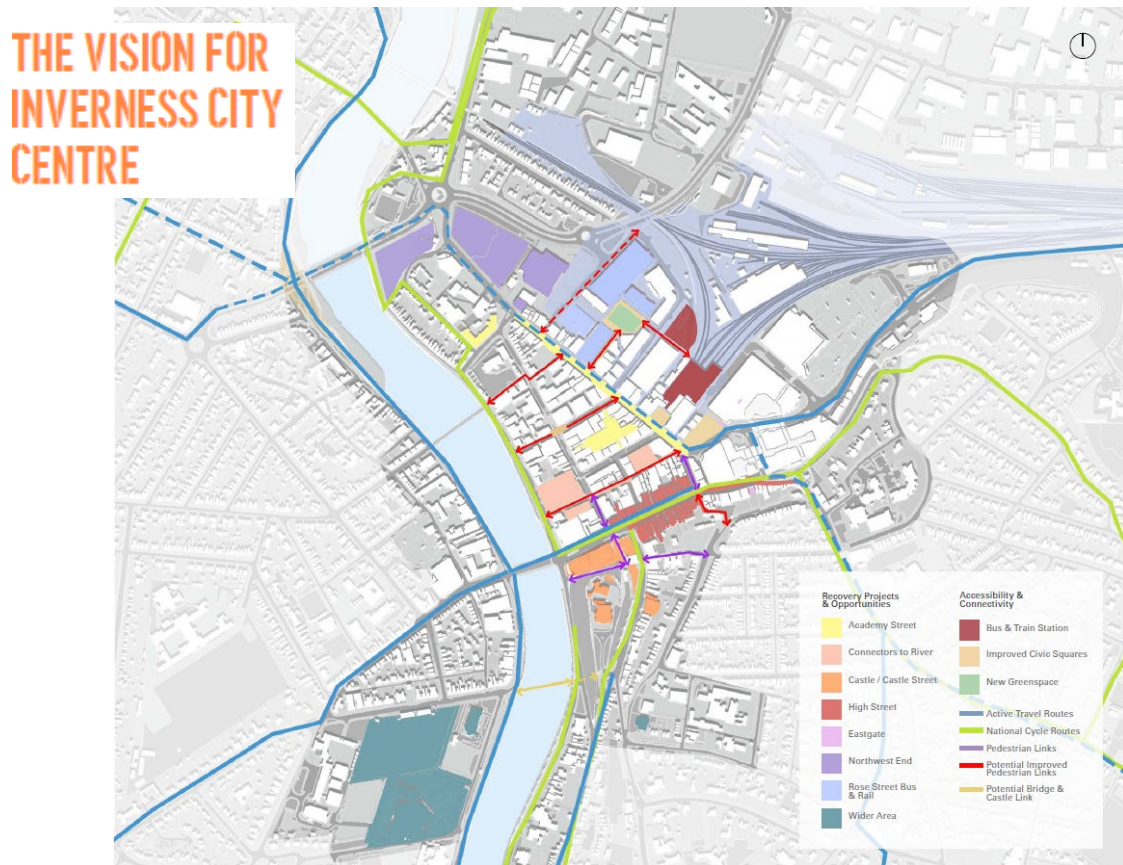 THE VISION FOR
INVERNESS CITY
CENTRE
Recovery Projects
& Opportunities
Academy Street
Connectors to River
Castle / Castle Street
High Street
Eastgate
Northwest End
Rose Street Bus
& Rail
Wider Area
Accessibility &
Connectivity
Bus & Train Station
Improved Civic Squares
New Greenspace
Active Travel Routes
National Cycle Routes
Pedestrian Links
Potential Improved
Pedestrian Links
Potential Bridge &
Castle Link